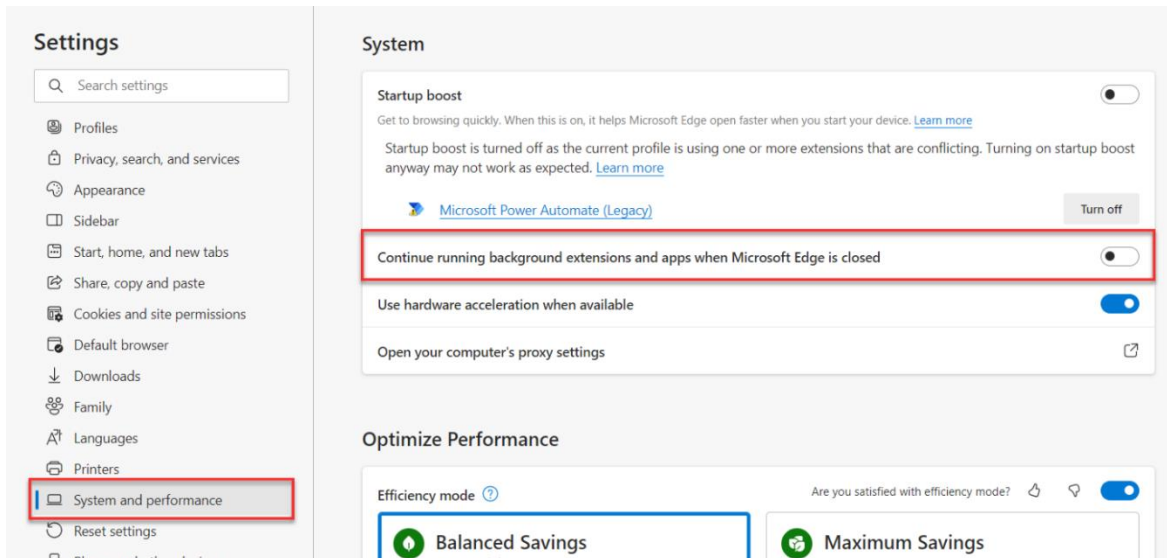 Settings
Search settings
Profiles
Privacy, search, and services
Appearance
Sidebar
Start, home, and new tabs
Share, copy and paste
Cookies and site permissions
Default browser
Downloads
Family
Languages
Printers
System and performance
Reset settings
System
Startup boost
Get to browsing quickly. When this is on, it helps Microsoft Edge open faster when you start your device. Learn more
Startup boost is turned off as the current profile is using one or more extensions that are conflicting. Turning on startup boost
anyway may not work as expected. Learn more
Microsoft Power Automate (Legacy)
Turn off
Continue running background extensions and apps when Microsoft Edge is closed
Use hardware acceleration when available
Open your computer's proxy settings
Optimize Performance
Efficiency mode
Are you satisfied with efficiency mode?
Balanced Savings
Maximum Savings